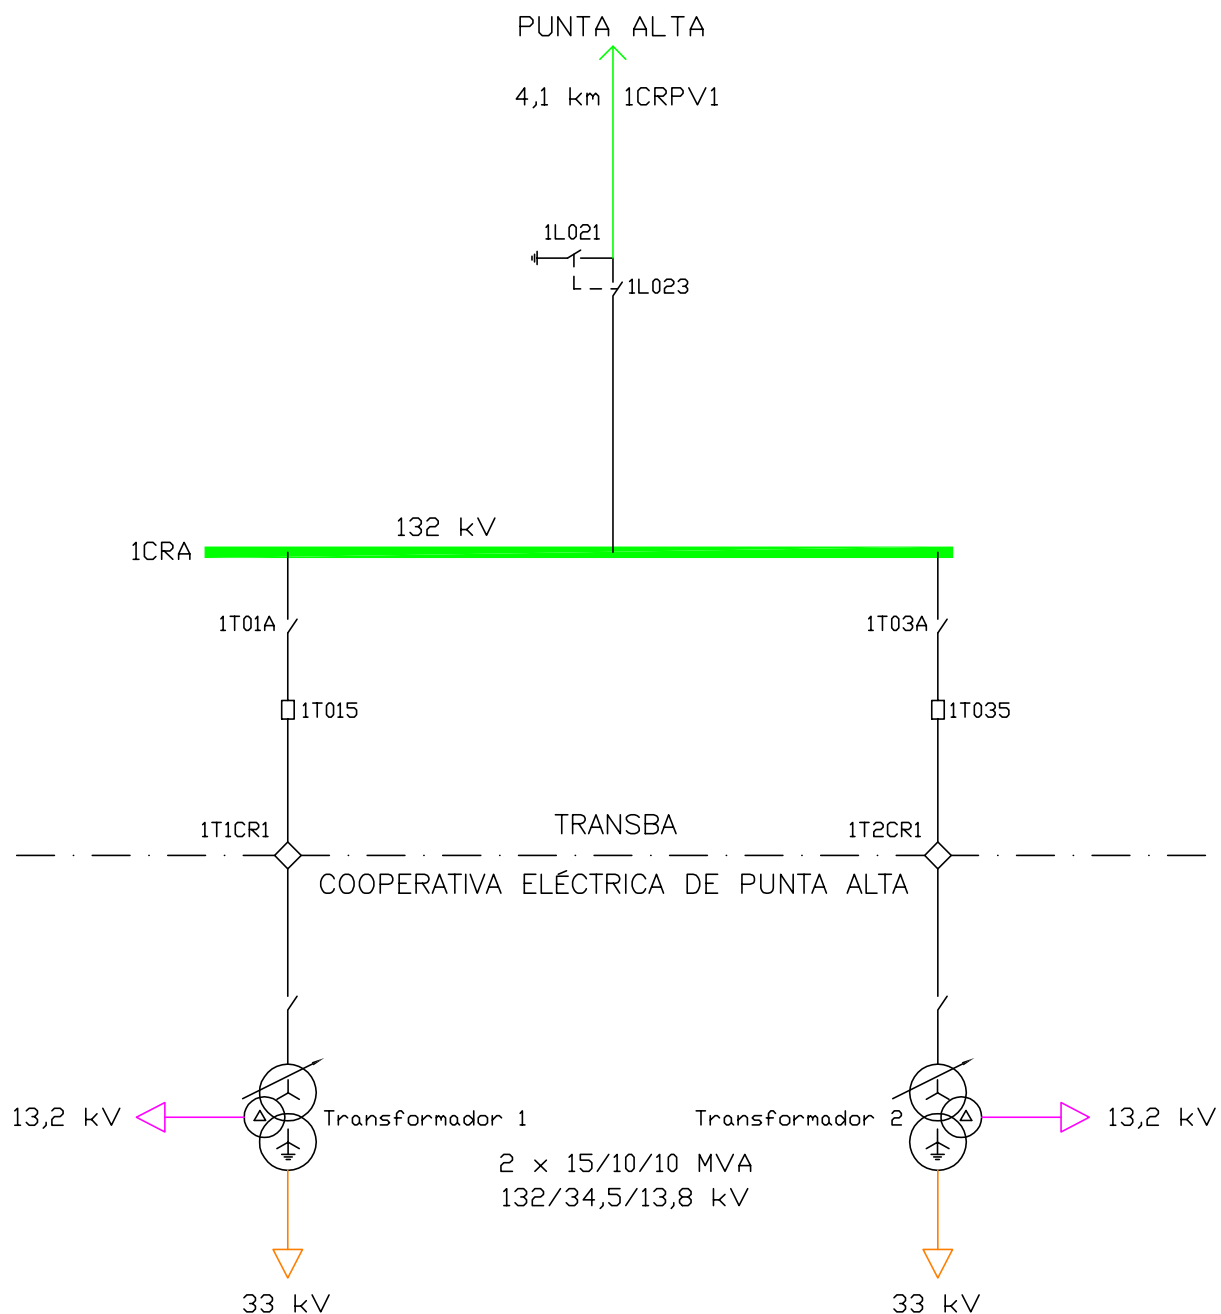 PUNTA ALTA
4,1 km 1CRPV1
1L021
1L023
132 kV
1CRA
1T01A
1T03A
1T015
1T035
1T1CR1
TRANSBA
1T2CR1
COOPERATIVA ELÉCTRICA DE PUNTA ALTA
13,2 kV
Transformador 1
Transformador 2
13,2 kV
2 x 15/10/10 MVA
132/34,5/13,8 kV
33 kV
33 kV